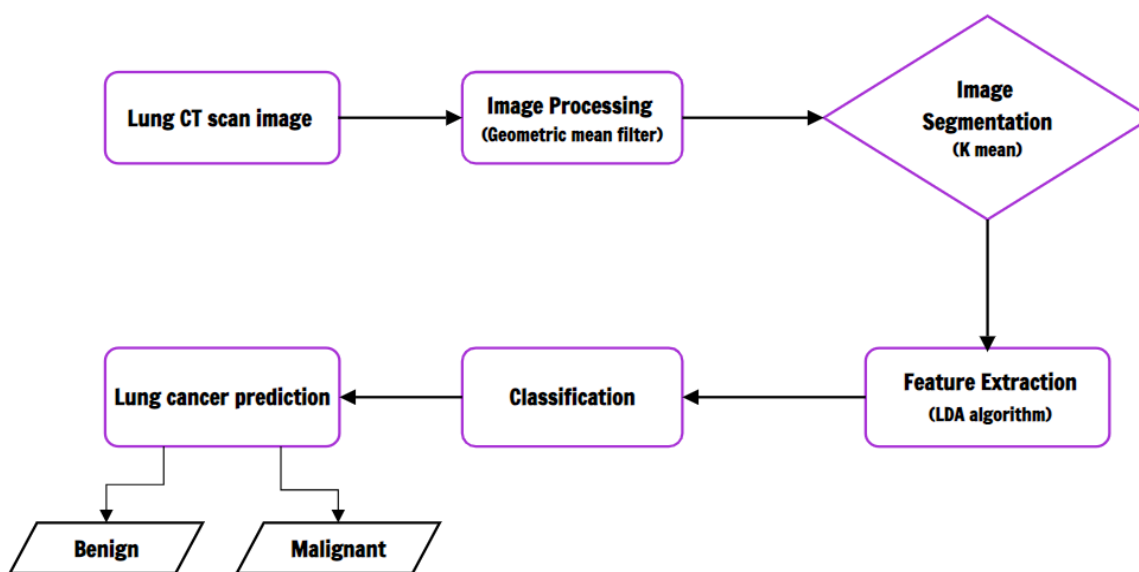 Lung CT scan image
Image Processing
(Geometric mean filter)
Image
Segmentation
(K mean)
Feature Extraction
(LDA algorithm)
Classification
Lung cancer prediction
Benign
Malignant